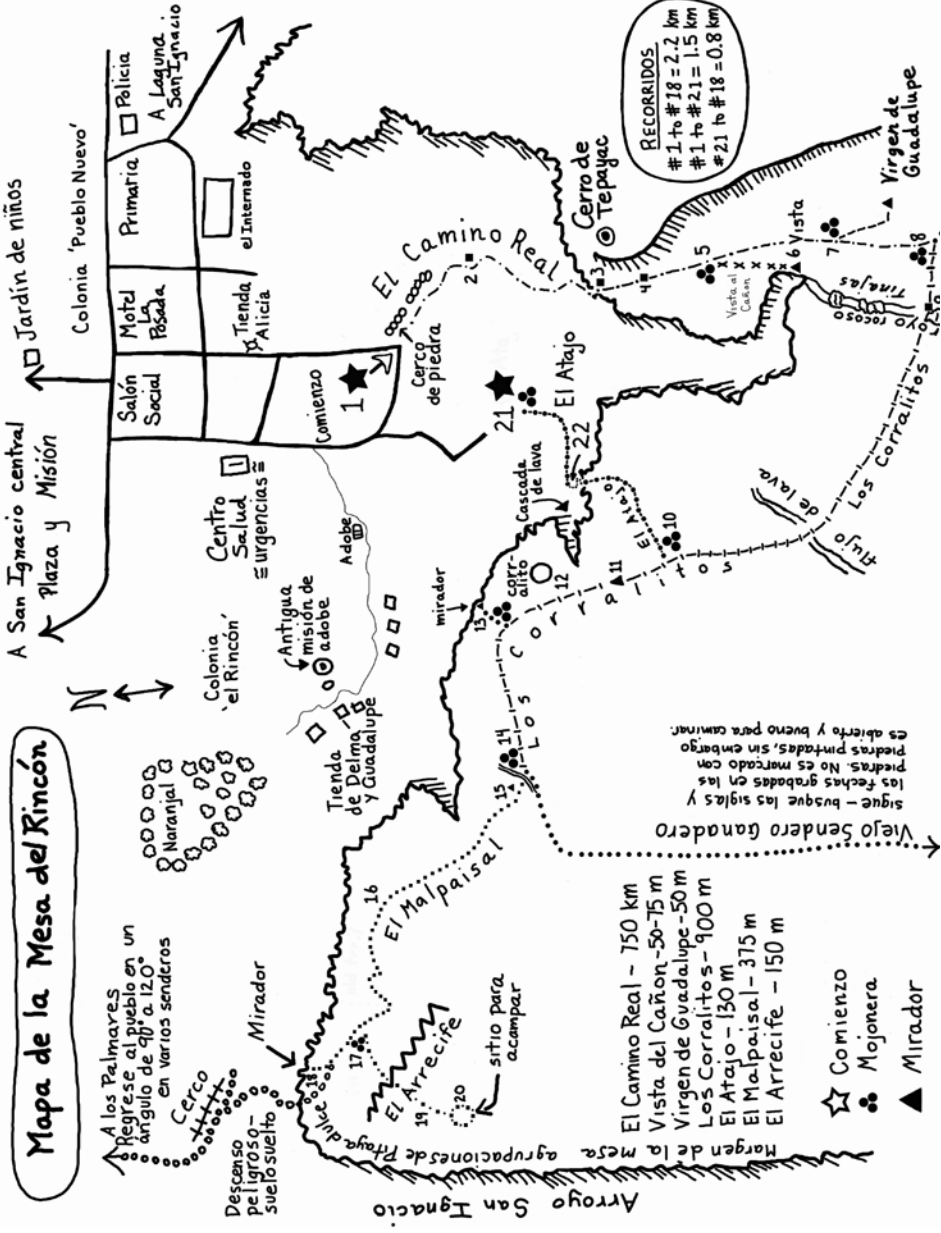 Mapa de la Mesa del Rincón
A San Ignacio central
Plaza y Misión
Jardín de niños
Colonia 'Pueblo Nuevo'
Policia
A Laguna
San Ignacio
N
Salón
Social
Motel
La
Posada
Primaria
el Internado
Tienda
Alicia
A los Palmares
Regrese al pueblo en un
ángulo de 90° a 120°
en varios senderos
Cerco
Naranjal
Colonia
'el Rincón'
Centro
Salud
≡ urgencias ≡
Comienzo
1
Antigua
misión de
adobe
Adobe
Tienda
de Delma
y Guadalupe
Descenso
peligroso-
suelo suelto
Mirador
Cerco
de piedra
El Camino Real
2
21
El Atajo
22
Cascada
de lava
mirador
13
corralito
12
11
El Atajo
10
Cerro de
Tepayac
3
4
5
Vista al
Cañon
6
Vista
7
8
Virgen de
Guadalupe
Tinajas
rocoso
RECORRIDOS
#1 to #18 = 2.2 km
#1 to #21 = 1.5 km
#21 to #18 = 0.8 km
Los Corralitos
flujo de lava
Los Corralitos
14
15
El Malpaisal
16
17
18
El Arrecife
19
20
sitio para
acampar
agrupaciones de Pitaya dulce
Margen de la mesa
Arroyo San Ignacio
Viejo Sendero Ganadero
sigue – busque las siglas y
las fechas grabadas en las
piedras. No es marcado con
piedras pintadas, sin embargo
es abierto y bueno para caminar.
El Camino Real - 750 km
Vista del Cañon-50-75 m
Virgen de Guadalupe-50 m
Los Corralitos - 900 m
El Atajo - 130 m
El Malpaisal - 375 m
El Arrecife - 150 m
Comienzo
Mojonera
Mirador